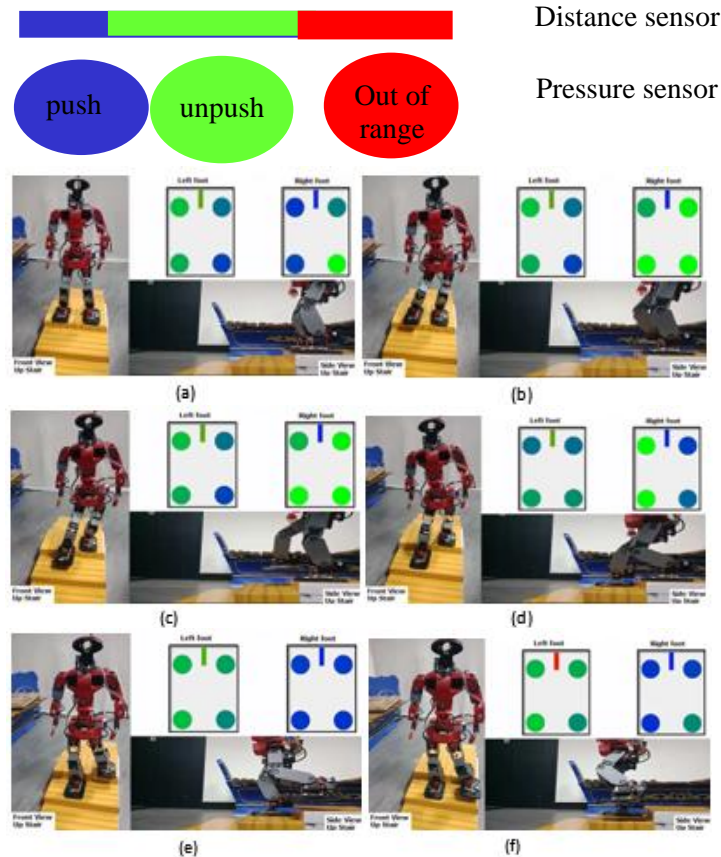 Distance sensor
push
unpush
Out of
range
Pressure sensor
Left foot
Right foot
Front View
Up Stair
Side View
Up Stair
(a)
Left foot
Right foot
Front View
Up Stair
Side View
Up Stair
(b)
Left foot
Right foot
Front View
Up Stair
Side View
Up Stair
(c)
Left foot
Right foot
Front View
Up Stair
Side View
Up Stair
(d)
Left foot
Right foot
Front View
Up Stair
Side View
Up Stair
(e)
Left foot
Right foot
Front View
Up Stair
Side View
Up Stair
(f)